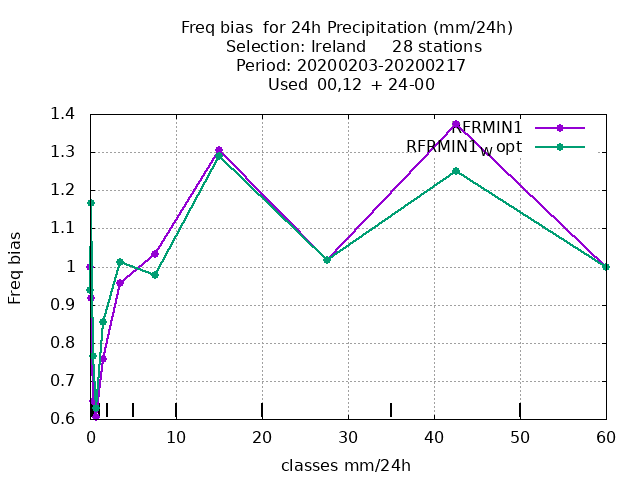 Freq bias for 24h Precipitation (mm/24h)
Selection: Ireland 28 stations
Period: 20200203-20200217
Used 00,12 + 24-00
RFRMIN1
RFRMIN1w opt
1.4
1.3
1.2
1.1
1
0.9
0.8
0.7
0.6
Freq bias
0 10 20 30 40 50 60
classes mm/24h